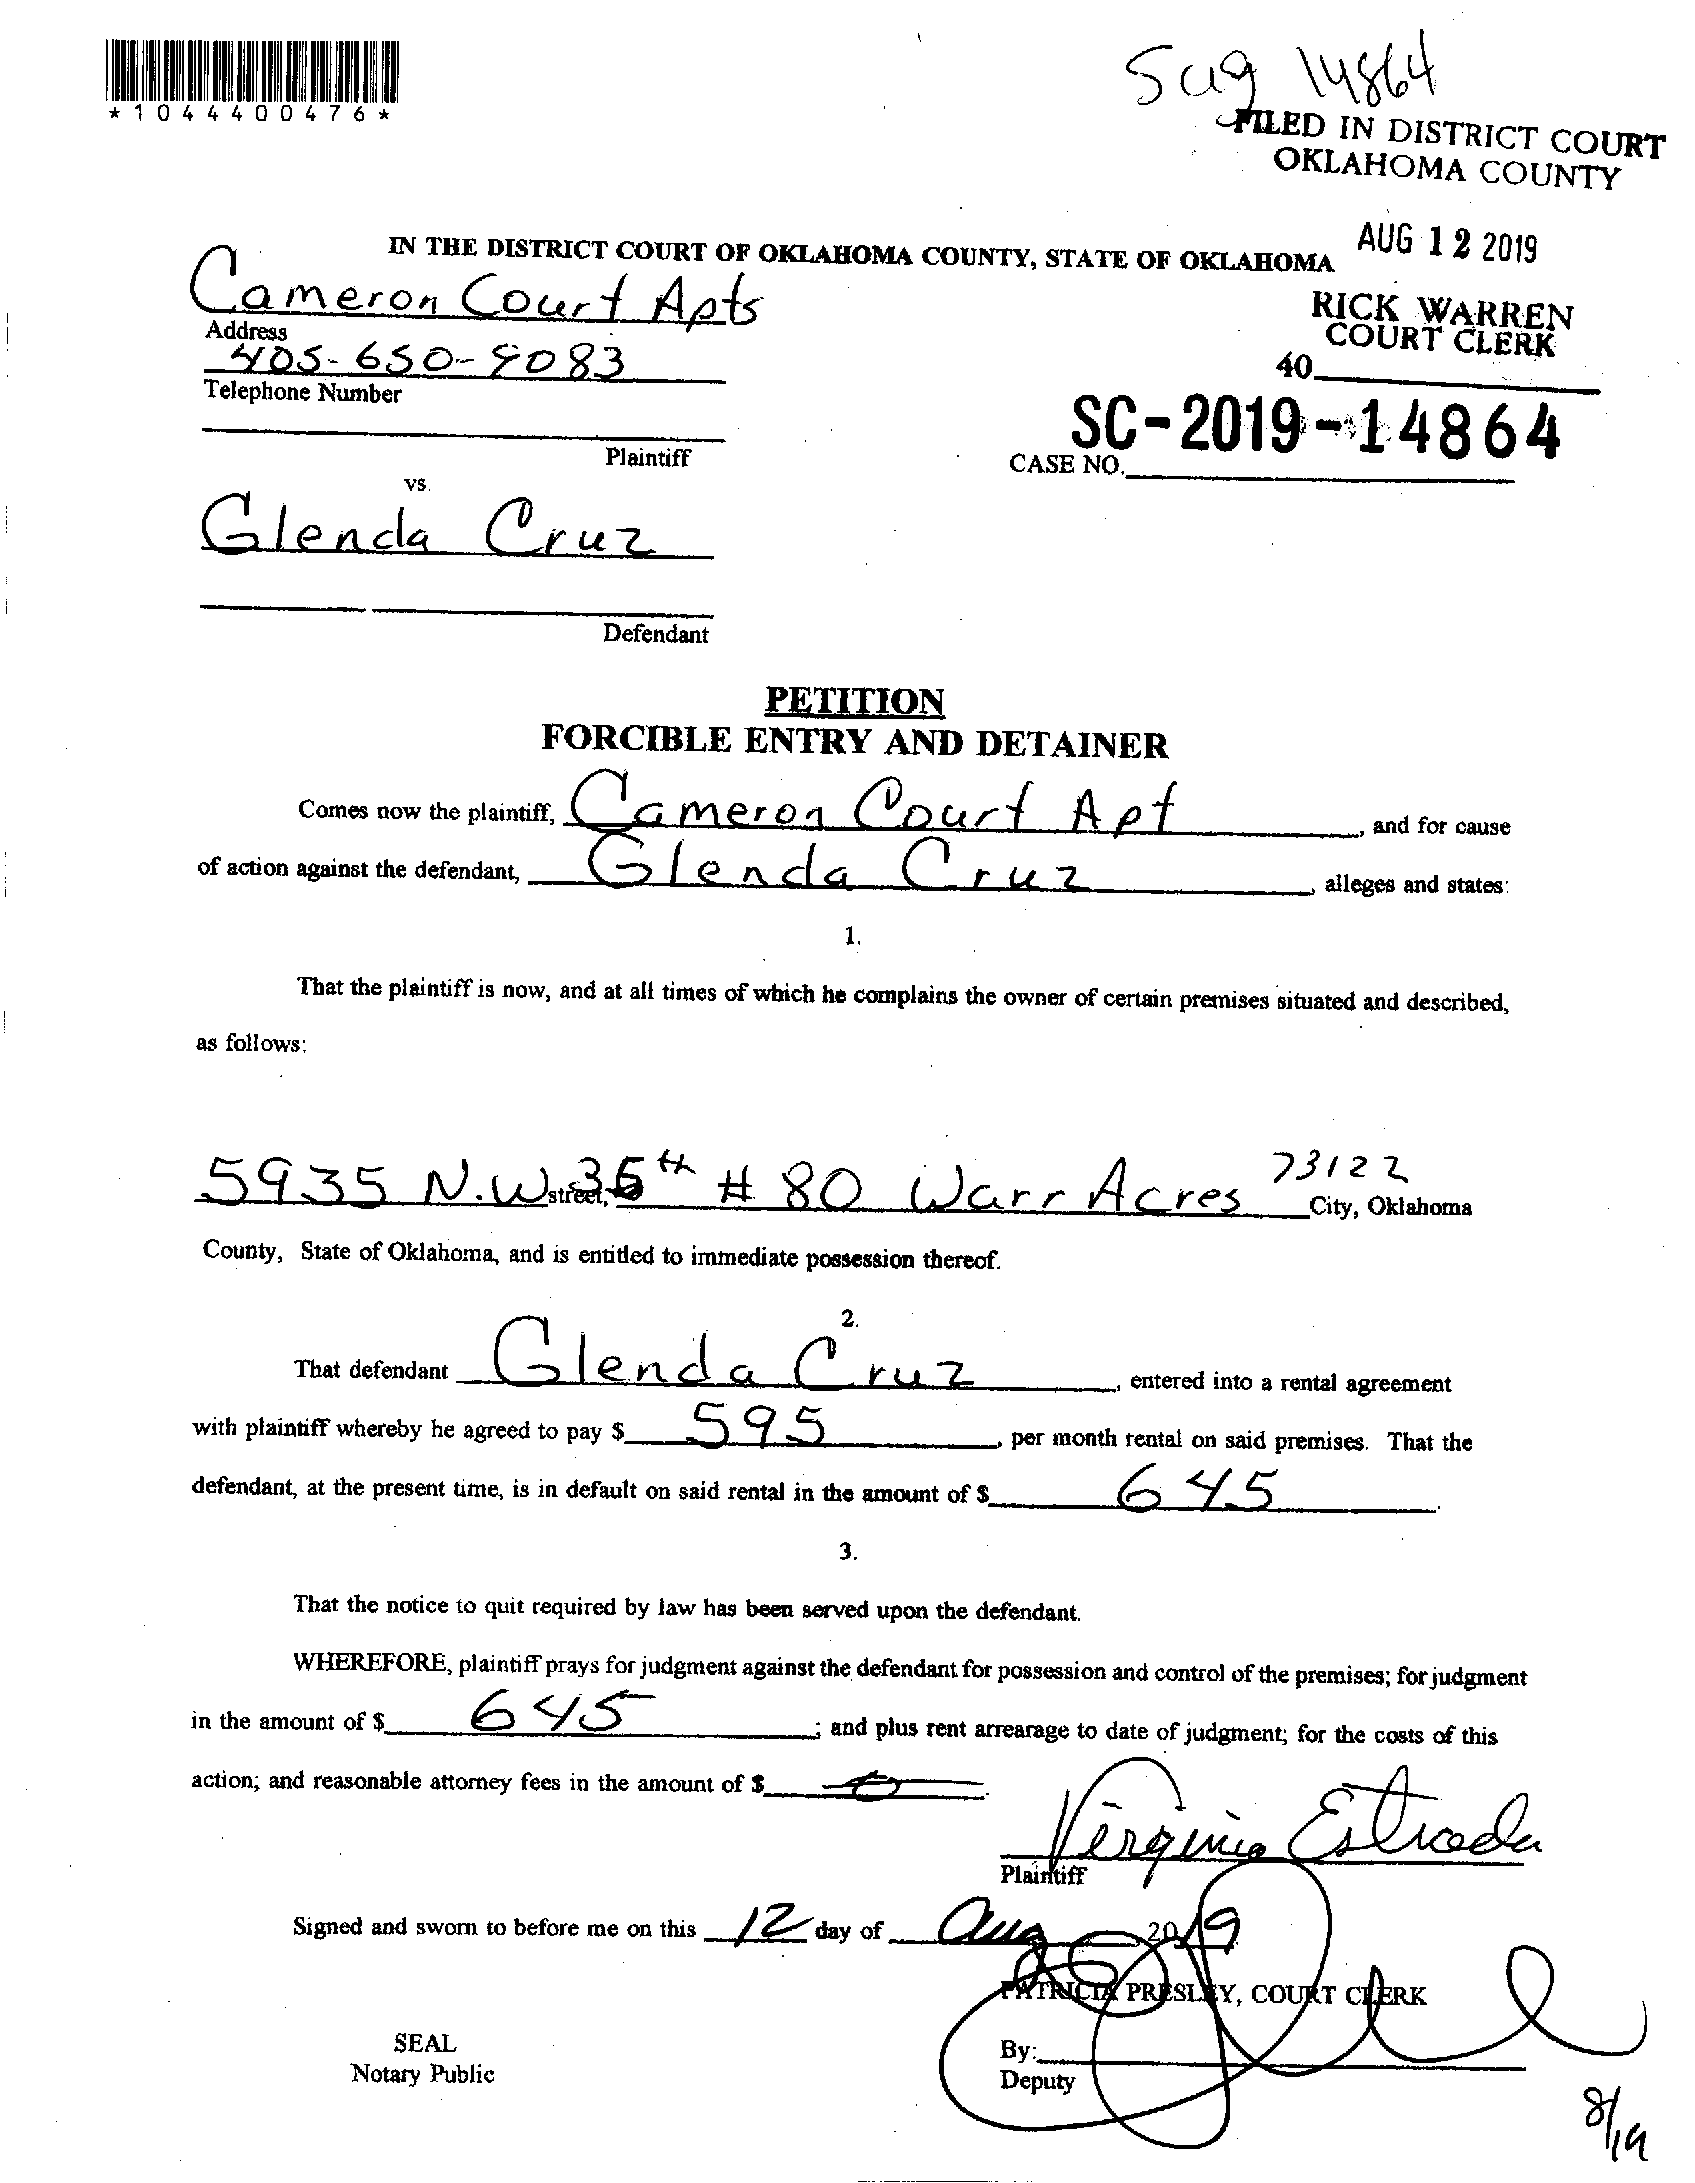 *1044400476*
Sc19 14864
FILED IN DISTRICT COURT
OKLAHOMA COUNTY
AUG 12 2019
IN THE DISTRICT COURT OF OKLAHOMA COUNTY, STATE OF OKLAHOMA
RICK WARREN
COURT CLERK
40
Cameron Court Apts
Address
405-650-9083
Telephone Number
Plaintiff
SC-2019-14864
CASE NO.
vs.
Glenda Cruz
Defendant
PETITION
FORCIBLE ENTRY AND DETAINER
Comes now the plaintiff, Cameron Court Apt, and for cause
of action against the defendant, Glenda Cruz, alleges and states:
1.
That the plaintiff is now, and at all times of which he complains the owner of certain premises situated and described,
as follows:
5935 N.W. street, 36th # 80 Warr Acres 73122 City, Oklahoma
County, State of Oklahoma, and is entitled to immediate possession thereof.
2.
That defendant Glenda Cruz, entered into a rental agreement
with plaintiff whereby he agreed to pay $ 595, per month rental on said premises. That the
defendant, at the present time, is in default on said rental in the amount of $ 645.
3.
That the notice to quit required by law has been served upon the defendant.
WHEREFORE, plaintiff prays for judgment against the defendant for possession and control of the premises; for judgment
in the amount of $ 645; and plus rent arrearage to date of judgment; for the costs of this
action; and reasonable attorney fees in the amount of $ 0.
Virginia Estrada
Plaintiff
Signed and sworn to before me on this 12 day of Aug, 2019
PATRICIA PRESLEY, COURT CLERK
SEAL
Notary Public
By:
Deputy
8/19